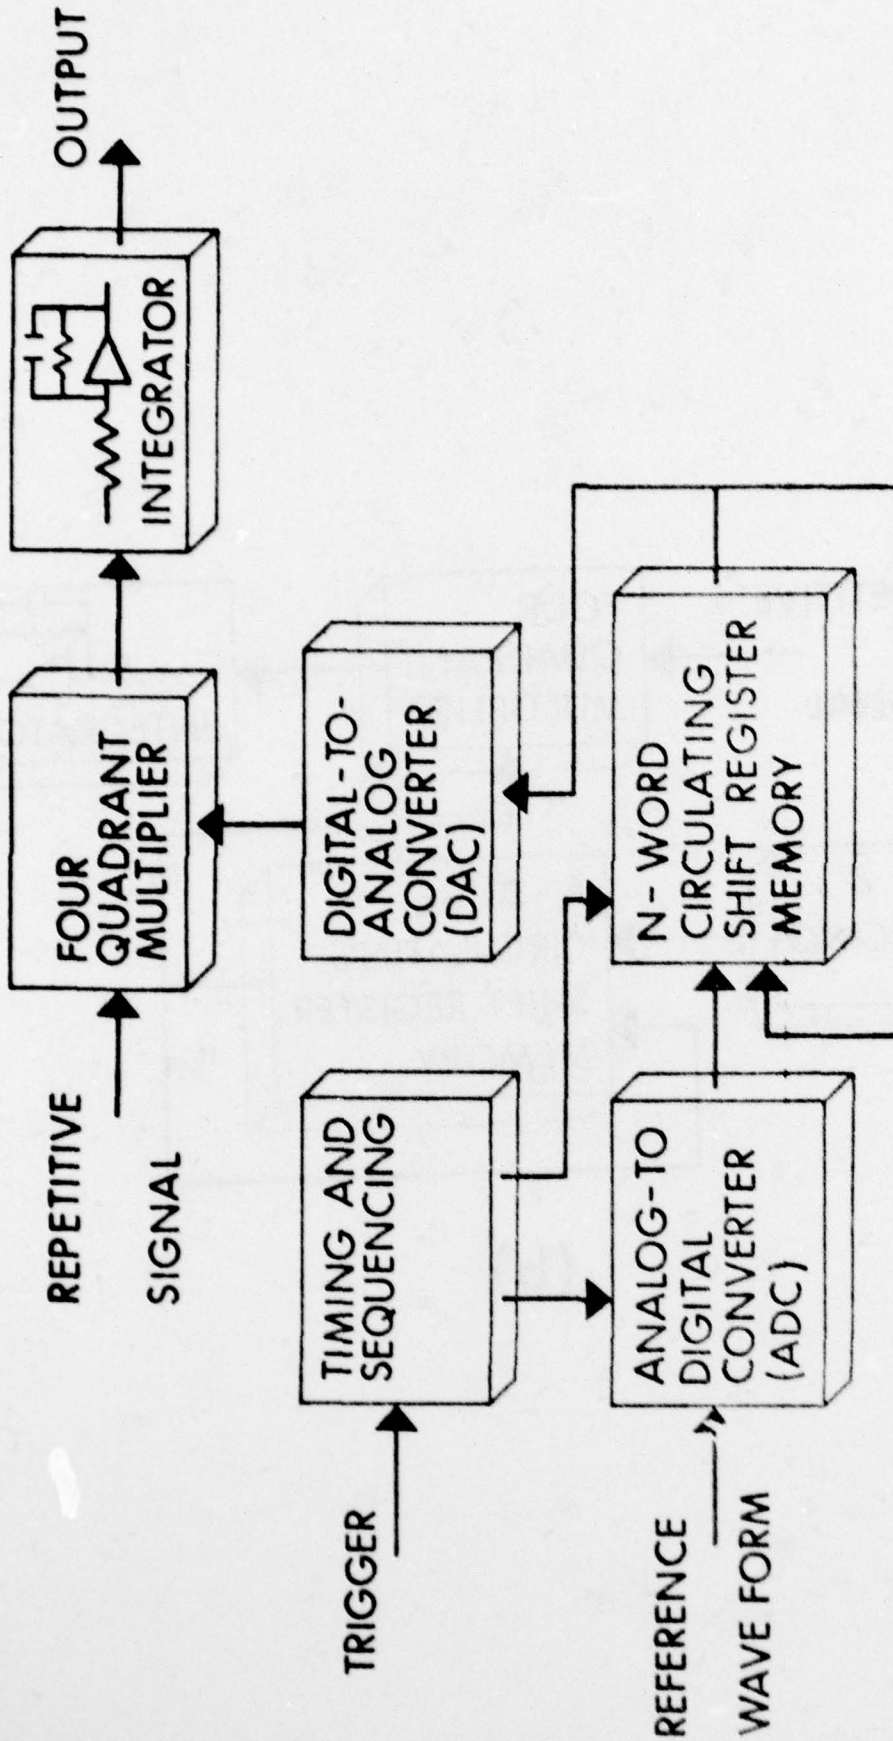 REPETITIVE
SIGNAL
FOUR
QUADRANT
MULTIPLIER
INTEGRATOR
OUTPUT
TRIGGER
TIMING AND
SEQUENCING
DIGITAL-TO-
ANALOG
CONVERTER
(DAC)
REFERENCE
WAVE FORM
ANALOG-TO
DIGITAL
CONVERTER
(ADC)
N-WORD
CIRCULATING
SHIFT REGISTER
MEMORY